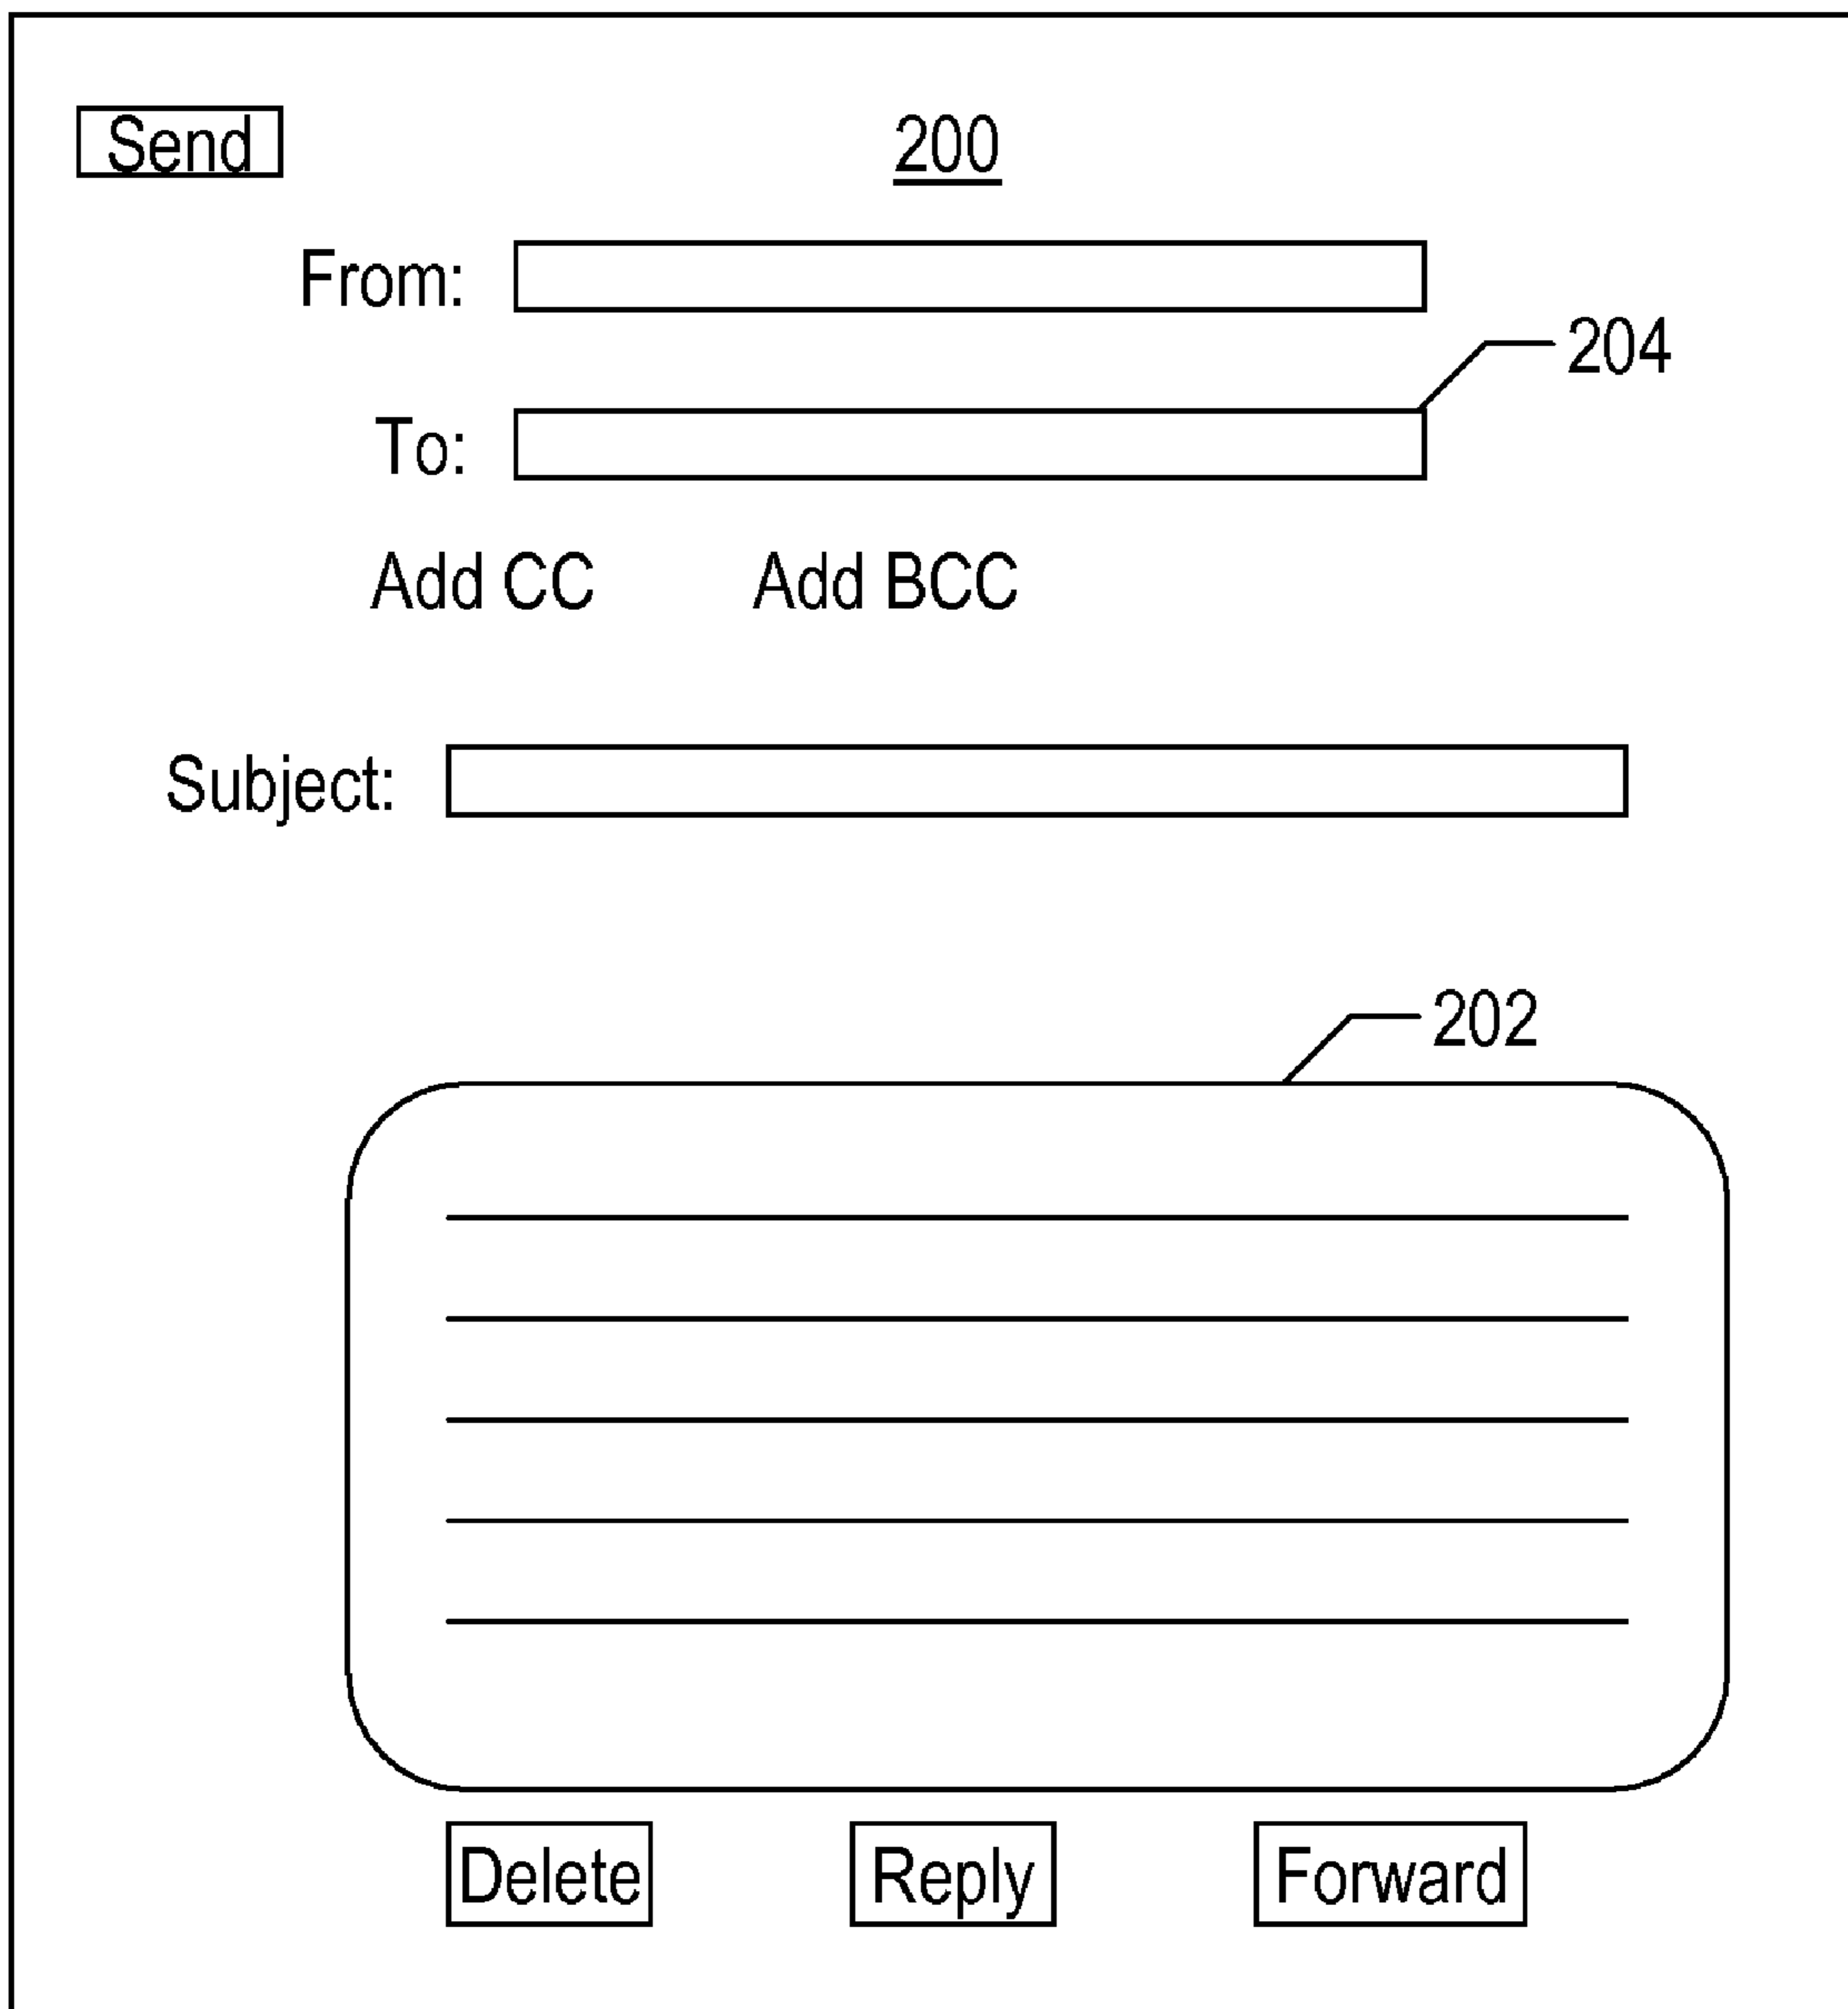 Send 200
From:
204
To:
Add CC Add BCC
Subject:
202
Delete Reply Forward